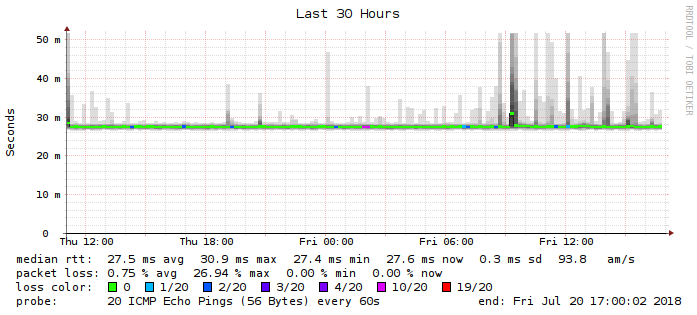 Last 30 Hours
RRDTOOL / TOBI OETIKER
Seconds
50 m
40 m
30 m
20 m
10 m
0
Thu 12:00 Thu 18:00 Fri 00:00 Fri 06:00 Fri 12:00
median rtt: 27.5 ms avg 30.9 ms max 27.4 ms min 27.6 ms now 0.3 ms sd 93.8 am/s
packet loss: 0.75 % avg 26.94 % max 0.00 % min 0.00 % now
loss color: 0 1/20 2/20 3/20 4/20 10/20 19/20
probe: 20 ICMP Echo Pings (56 Bytes) every 60s end: Fri Jul 20 17:00:02 2018